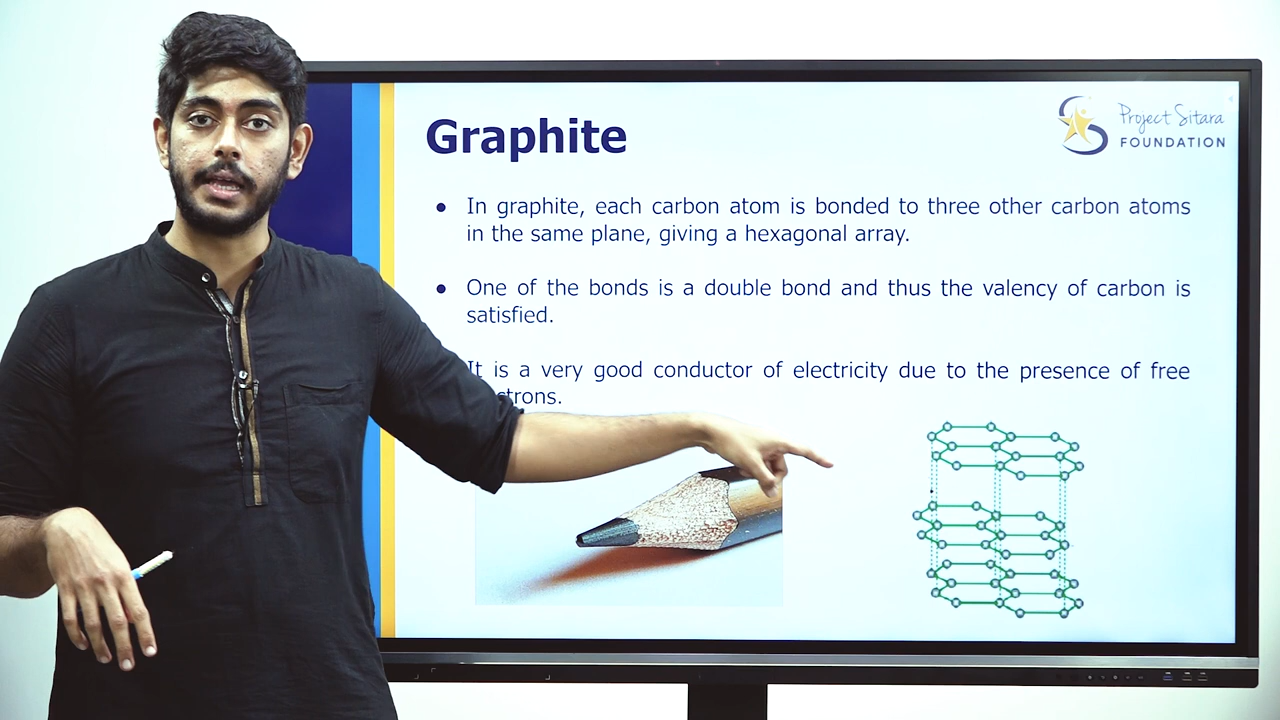 Graphite
Project Sitara
FOUNDATION
● In graphite, each carbon atom is bonded to three other carbon atoms
in the same plane, giving a hexagonal array.
● One of the bonds is a double bond and thus the valency of carbon is
satisfied.
It is a very good conductor of electricity due to the presence of free
ctrons.